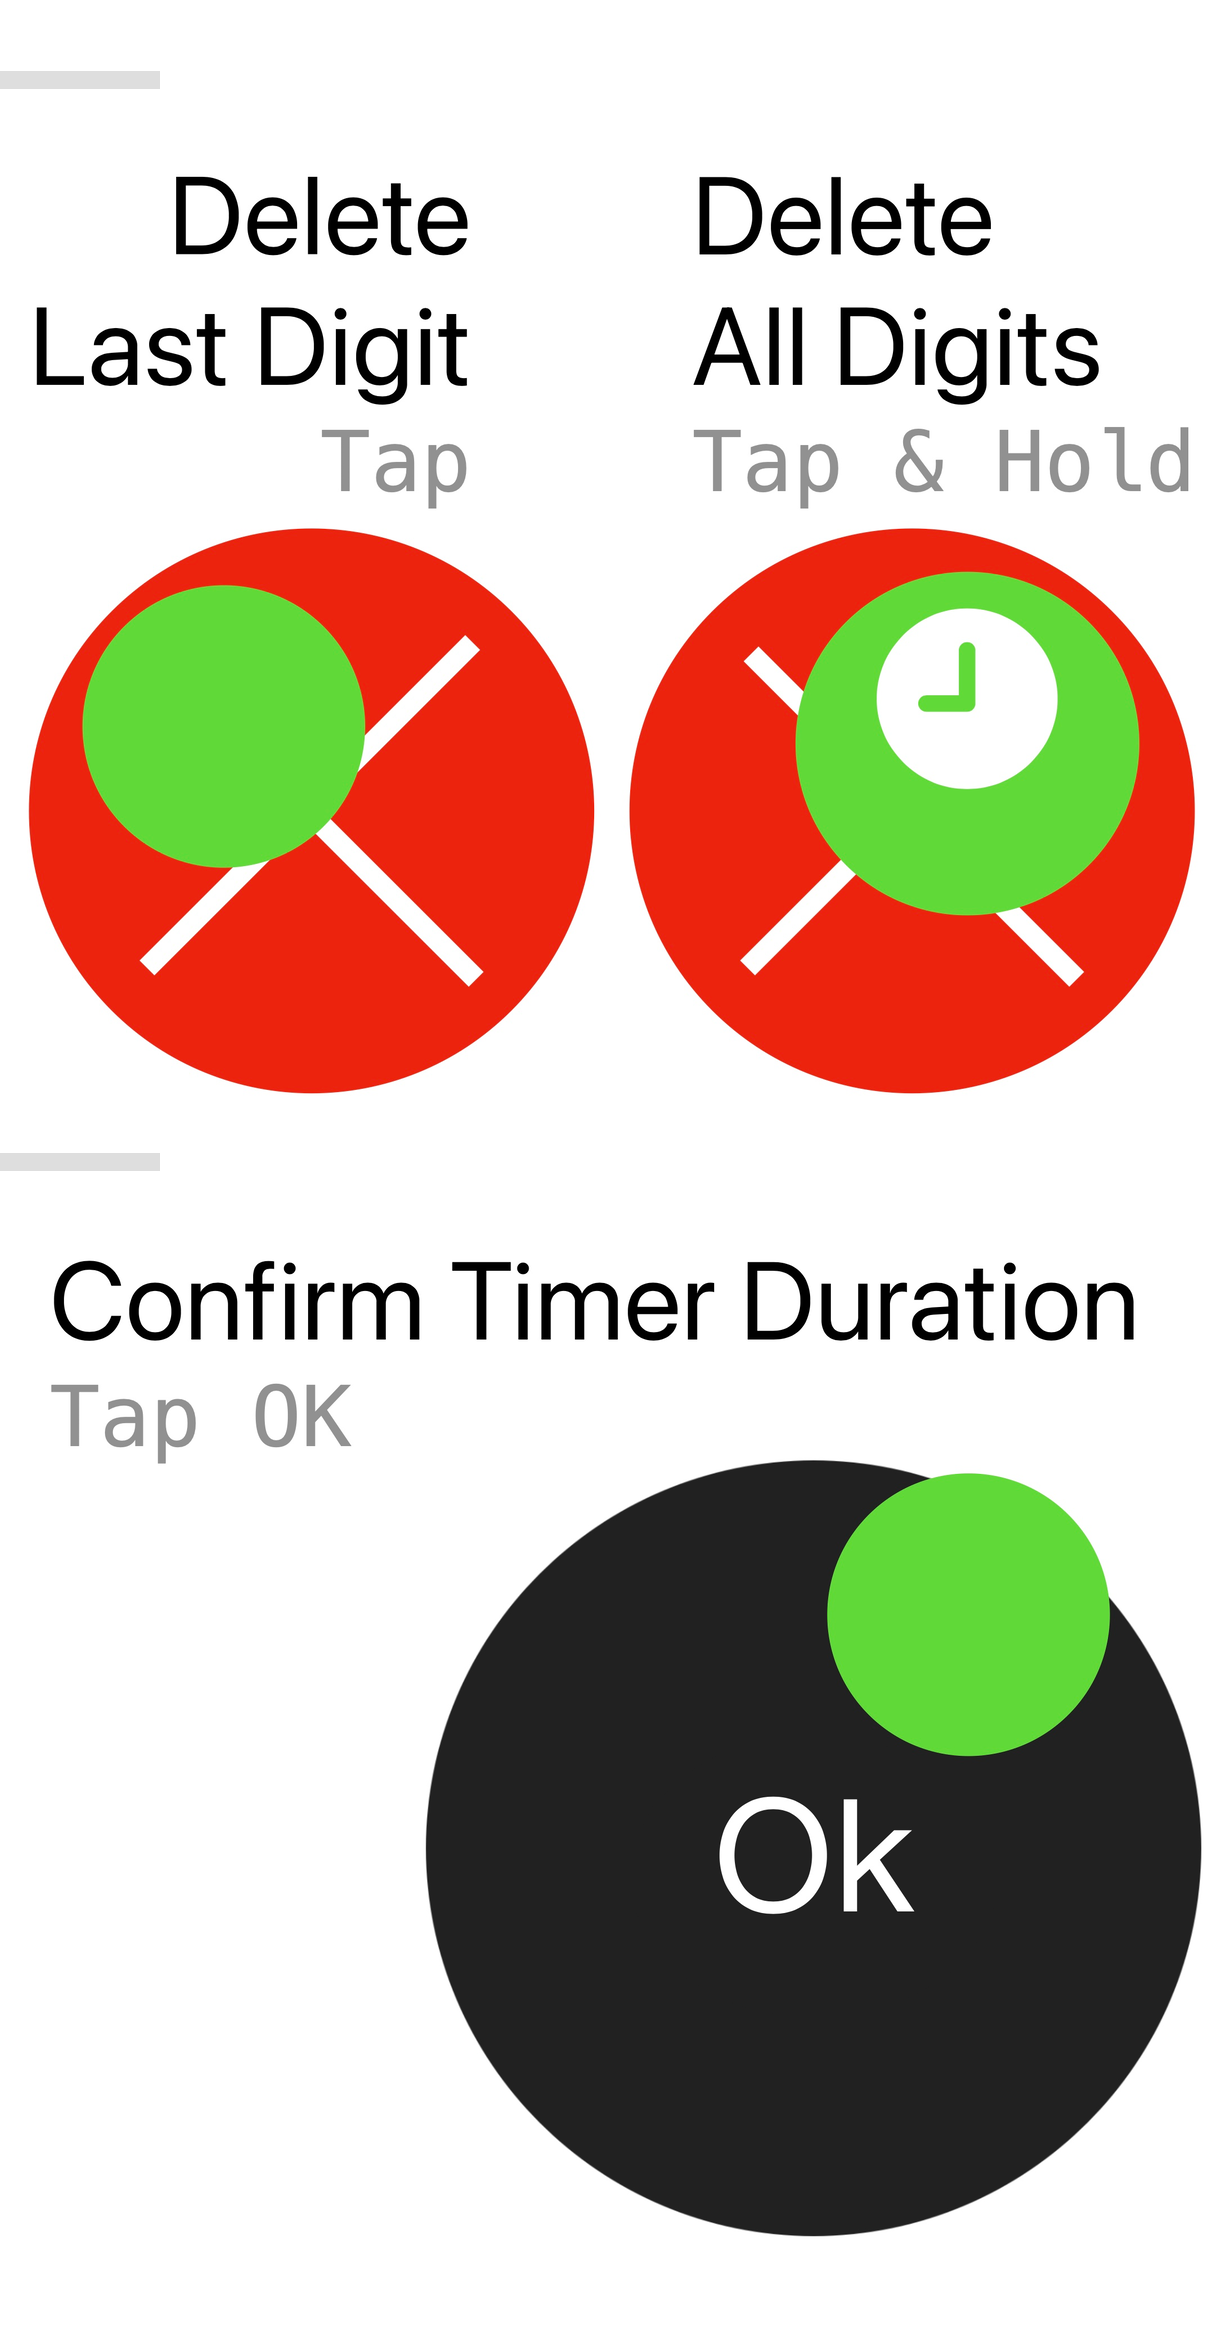 Delete
Last Digit
Tap
Delete
All Digits
Tap & Hold
Confirm Timer Duration
Tap OK
Ok